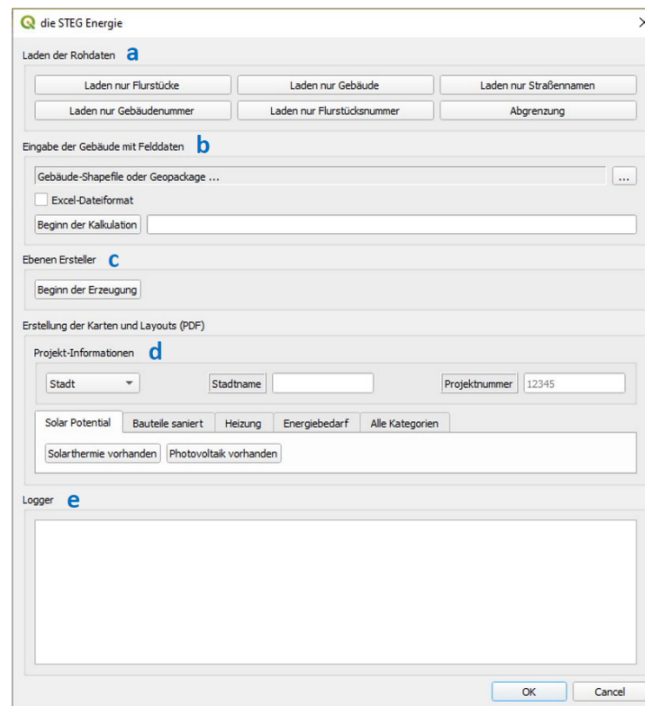 die STEG Energie
Laden der Rohdaten a
Laden nur Flurstücke Laden nur Gebäude Laden nur Straßennamen
Laden nur Gebäudenummer Laden nur Flurstücksnummer Abgrenzung
Eingabe der Gebäude mit Felddaten b
Gebäude-Shapefile oder Geopackage ... ...
Excel-Dateiformat
Beginn der Kalkulation
Ebenen Ersteller c
Beginn der Erzeugung
Erstellung der Karten und Layouts (PDF)
Projekt-Informationen d
Stadt Stadtname Projektnummer 12345
Solar Potential Bauteile saniert Heizung Energiebedarf Alle Kategorien
Solarthermie vorhanden Photovoltaik vorhanden
Logger e
OK Cancel